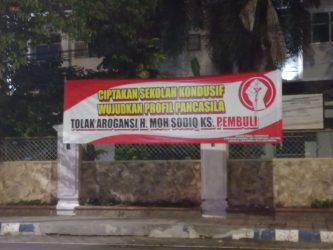 CIPTAKAN SEKOLAH KONDUSIF
WUJUDKAN PROFIL PANCASILA
TOLAK AROGANSI H. MOH SODIQ KS. PEMBULI